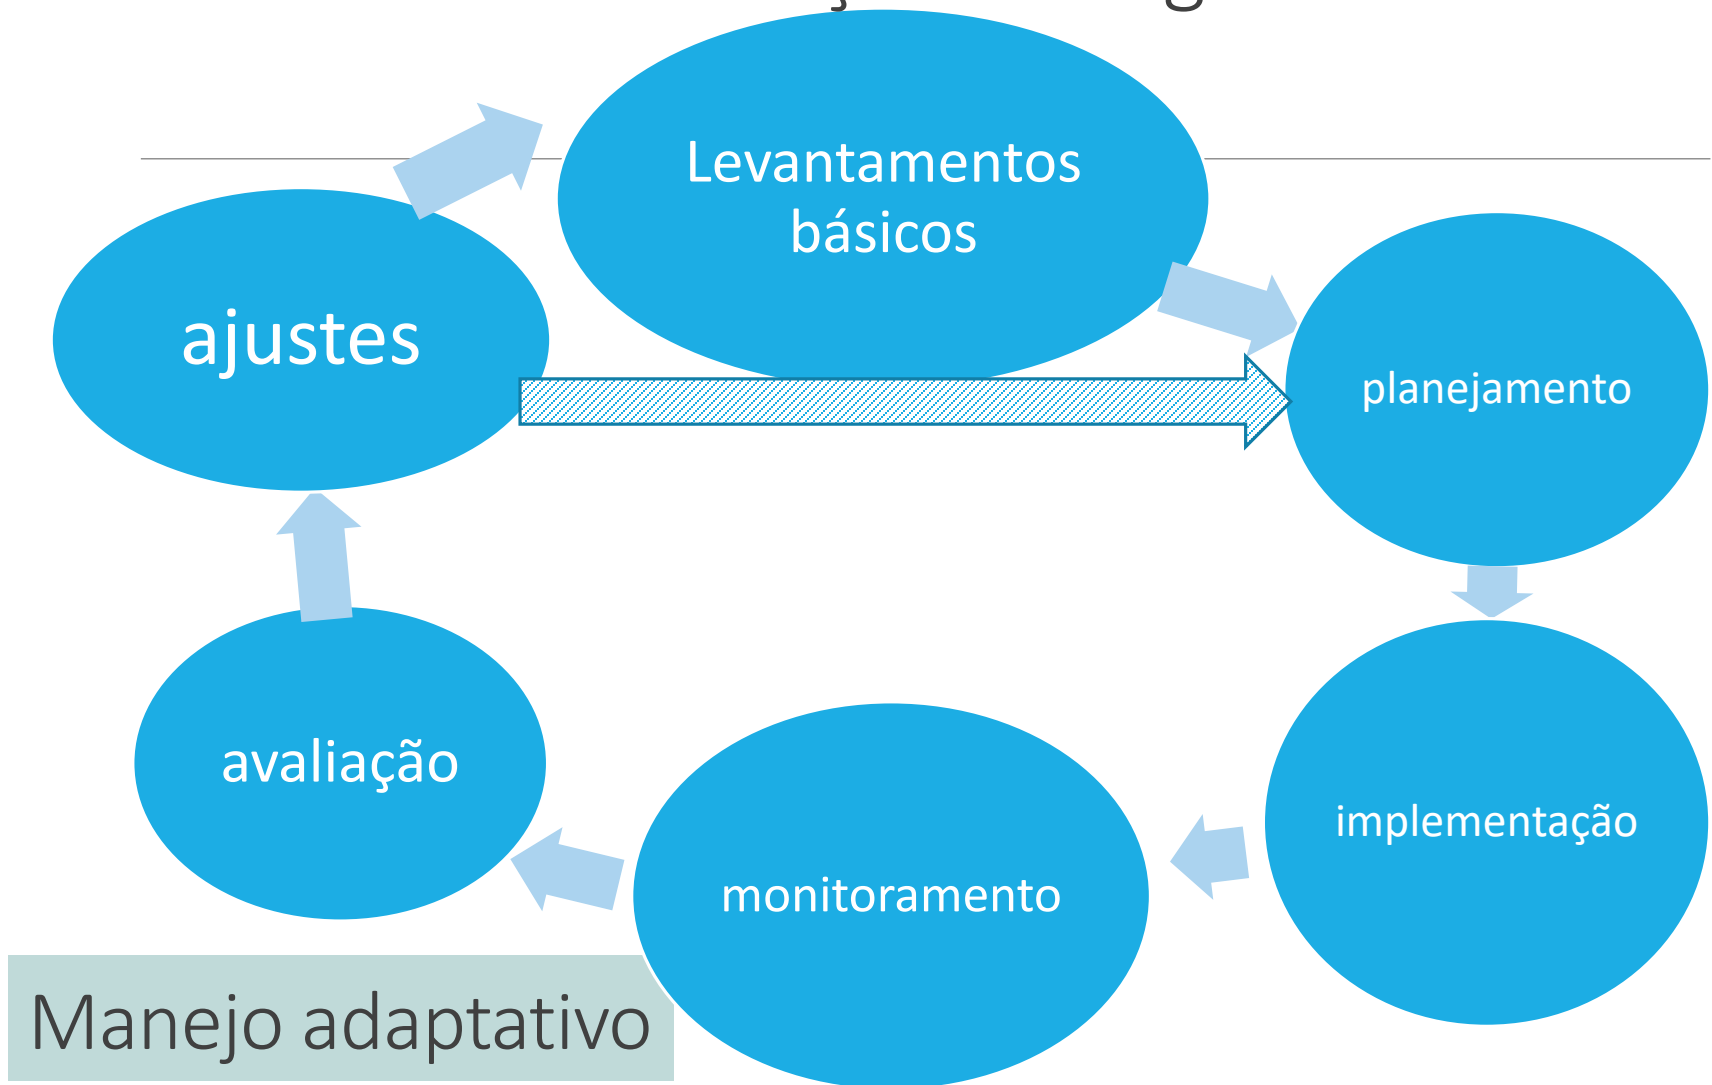 Levantamentos
básicos
ajustes
planejamento
avaliação
implementação
monitoramento
Manejo adaptativo